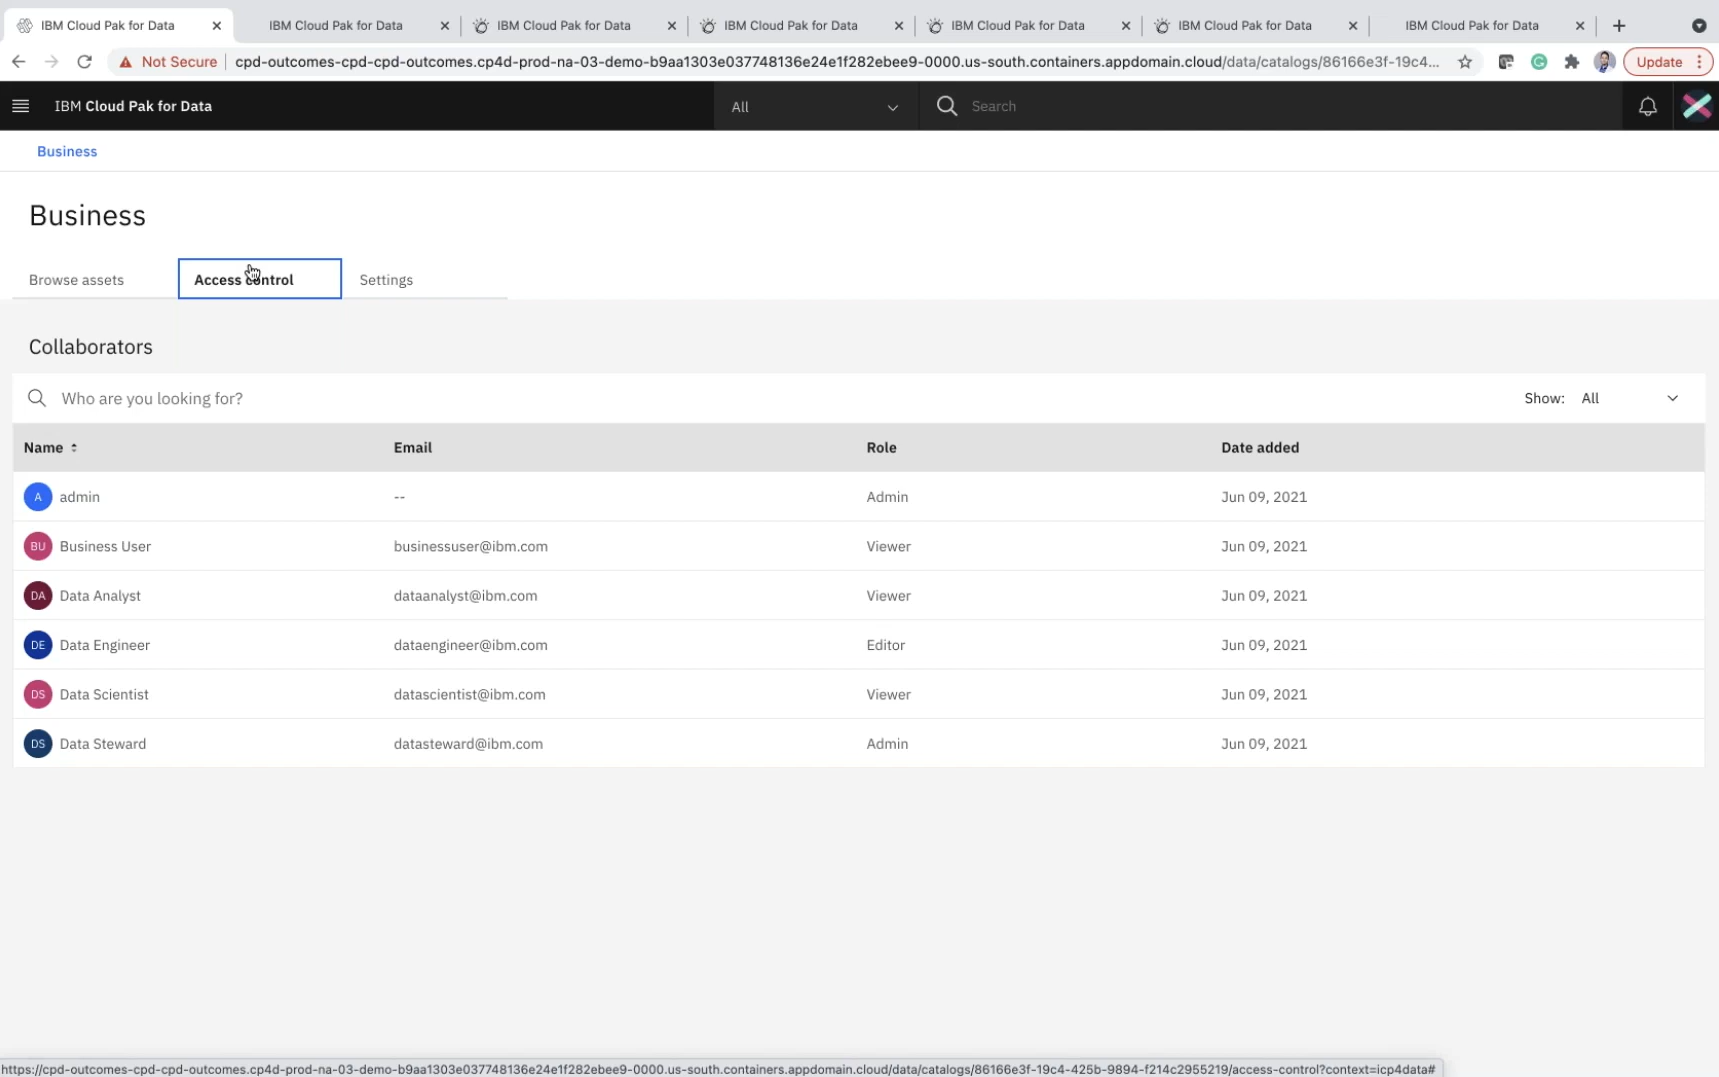 IBM Cloud Pak for Data
IBM Cloud Pak for Data
IBM Cloud Pak for Data
IBM Cloud Pak for Data
IBM Cloud Pak for Data
IBM Cloud Pak for Data
IBM Cloud Pak for Data
Not Secure
cpd-outcomes-cpd-cpd-outcomes.cp4d-prod-na-03-demo-b9aa1303e037748136e24e1f282ebee9-0000.us-south.containers.appdomain.cloud/data/catalogs/86166e3f-19c4...
Update
IBM Cloud Pak for Data
All
Search
Business
Business
Browse assets
Access control
Settings
Collaborators
Who are you looking for?
Show: All
Name Email Role Date added
A admin -- Admin Jun 09, 2021
BU Business User businessuser@ibm.com Viewer Jun 09, 2021
DA Data Analyst dataanalyst@ibm.com Viewer Jun 09, 2021
DE Data Engineer dataengineer@ibm.com Editor Jun 09, 2021
DS Data Scientist datascientist@ibm.com Viewer Jun 09, 2021
DS Data Steward datasteward@ibm.com Admin Jun 09, 2021
https://cpd-outcomes-cpd-cpd-outcomes.cp4d-prod-na-03-demo-b9aa1303e037748136e24e1f282ebee9-0000.us-south.containers.appdomain.cloud/data/catalogs/86166e3f-19c4-425b-9894-f214c2955219/access-control?context=icp4data#